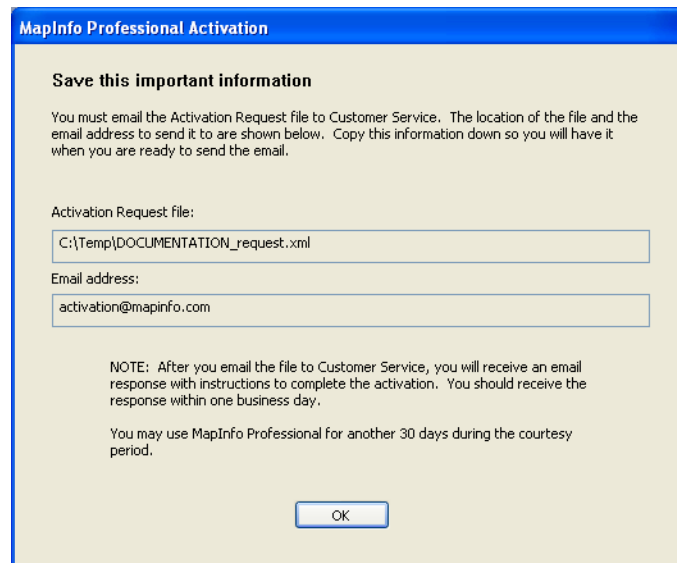 MapInfo Professional Activation
Save this important information
You must email the Activation Request file to Customer Service. The location of the file and the
email address to send it to are shown below. Copy this information down so you will have it
when you are ready to send the email.
Activation Request file:
C:\Temp\DOCUMENTATION_request.xml
Email address:
activation@mapinfo.com
NOTE: After you email the file to Customer Service, you will receive an email
response with instructions to complete the activation. You should receive the
response within one business day.
You may use MapInfo Professional for another 30 days during the courtesy
period.
OK